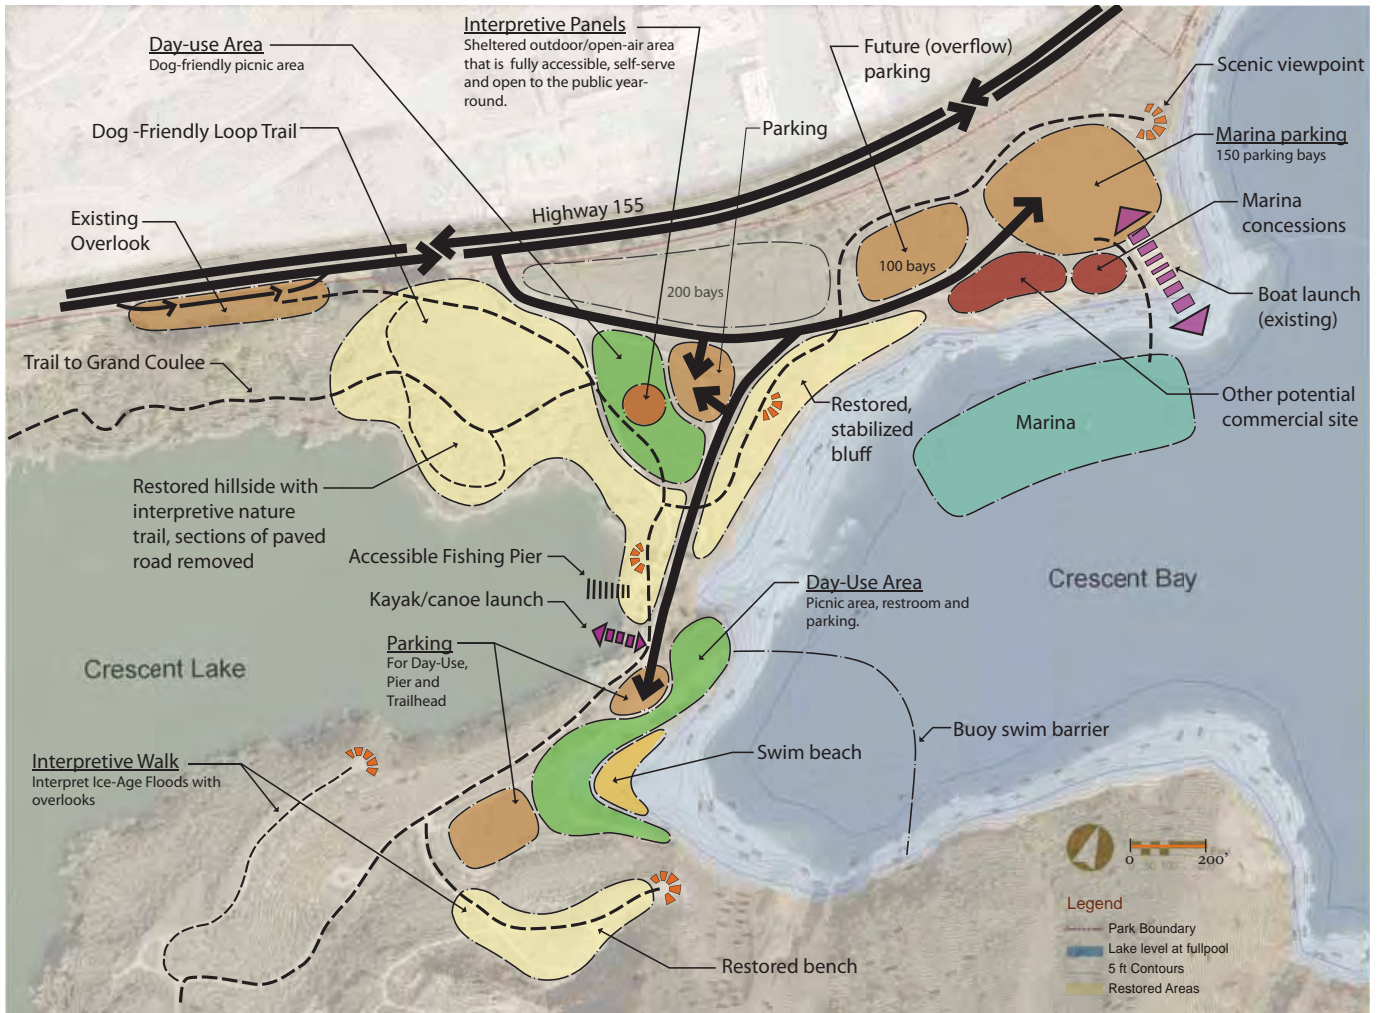 Day-use Area
Dog-friendly picnic area
Interpretive Panels
Sheltered outdoor/open-air area
that is fully accessible, self-serve
and open to the public year-
round.
Future (overflow)
parking
Scenic viewpoint
Dog -Friendly Loop Trail
Parking
Marina parking
150 parking bays
Existing
Overlook
Highway 155
Marina
concessions
100 bays
200 bays
Boat launch
(existing)
Trail to Grand Coulee
Other potential
commercial site
Restored,
stabilized
bluff
Marina
Restored hillside with
interpretive nature
trail, sections of paved
road removed
Accessible Fishing Pier
Kayak/canoe launch
Day-Use Area
Picnic area, restroom and
parking.
Crescent Bay
Parking
For Day-Use,
Pier and
Trailhead
Crescent Lake
Buoy swim barrier
Swim beach
Interpretive Walk
Interpret Ice-Age Floods with
overlooks
0 50 100 200'
Legend
Park Boundary
Lake level at fullpool
5 ft Contours
Restored Areas
Restored bench